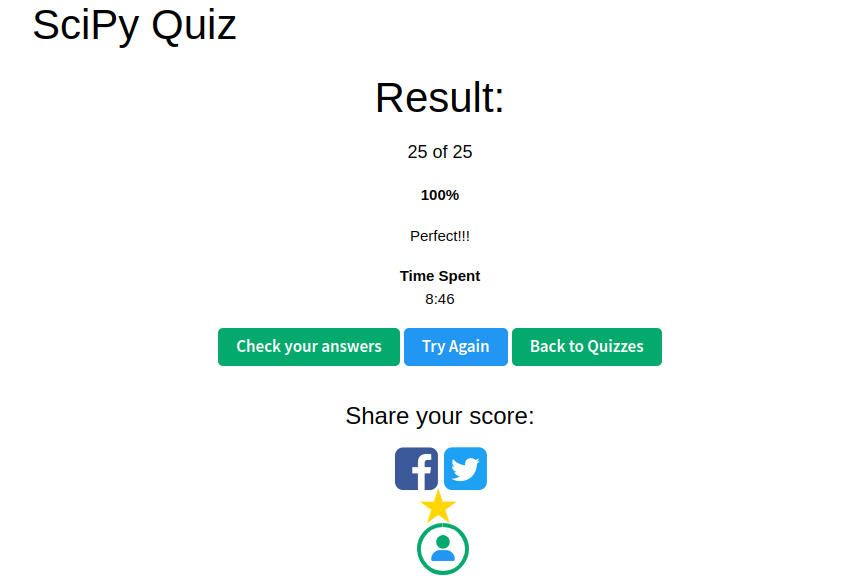 SciPy Quiz
Result:
25 of 25
100%
Perfect!!!
Time Spent
8:46
Check your answers Try Again Back to Quizzes
Share your score: